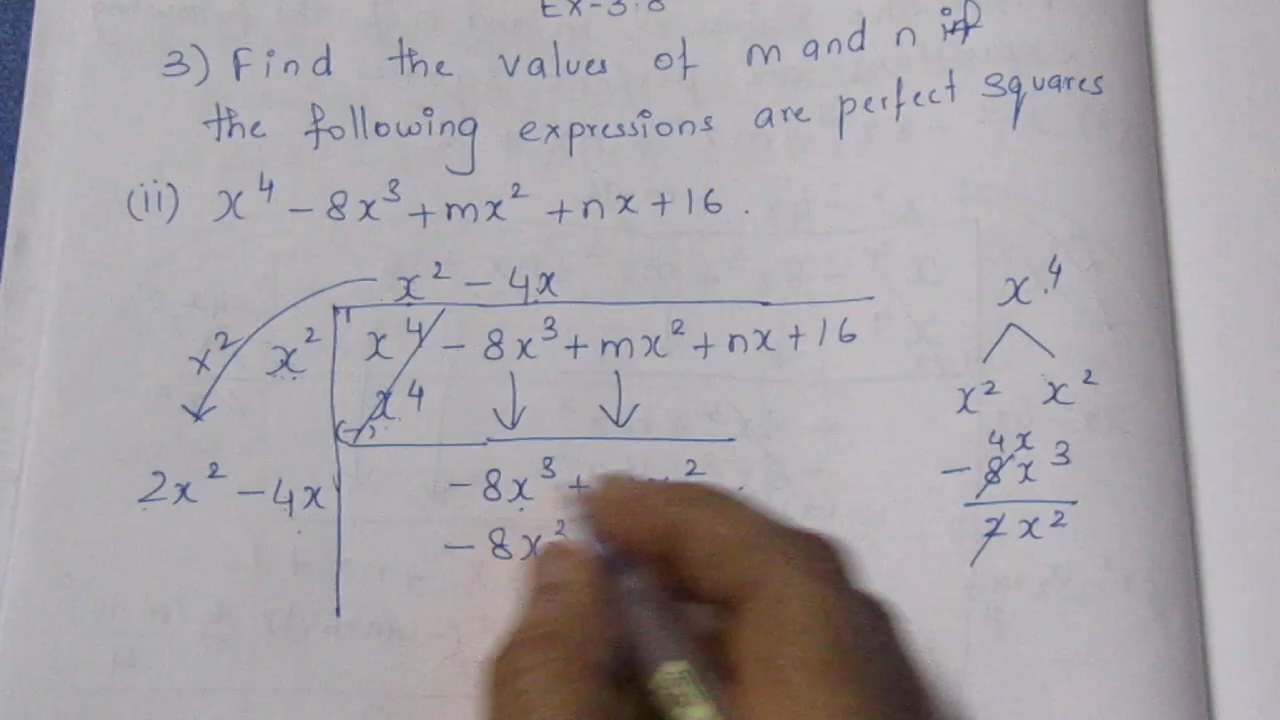 Ex-3.8
3) Find the values of m and n if
the following expressions are perfect squares
(ii) x⁴ - 8x³ + mx² + nx + 16.
x² - 4x
x² x² x⁴ - 8x³ + mx² + nx + 16
x⁴
(-)
2x² - 4x -8x³ +
-8x³
x⁴
x² x²
4x
-8x³
2x²